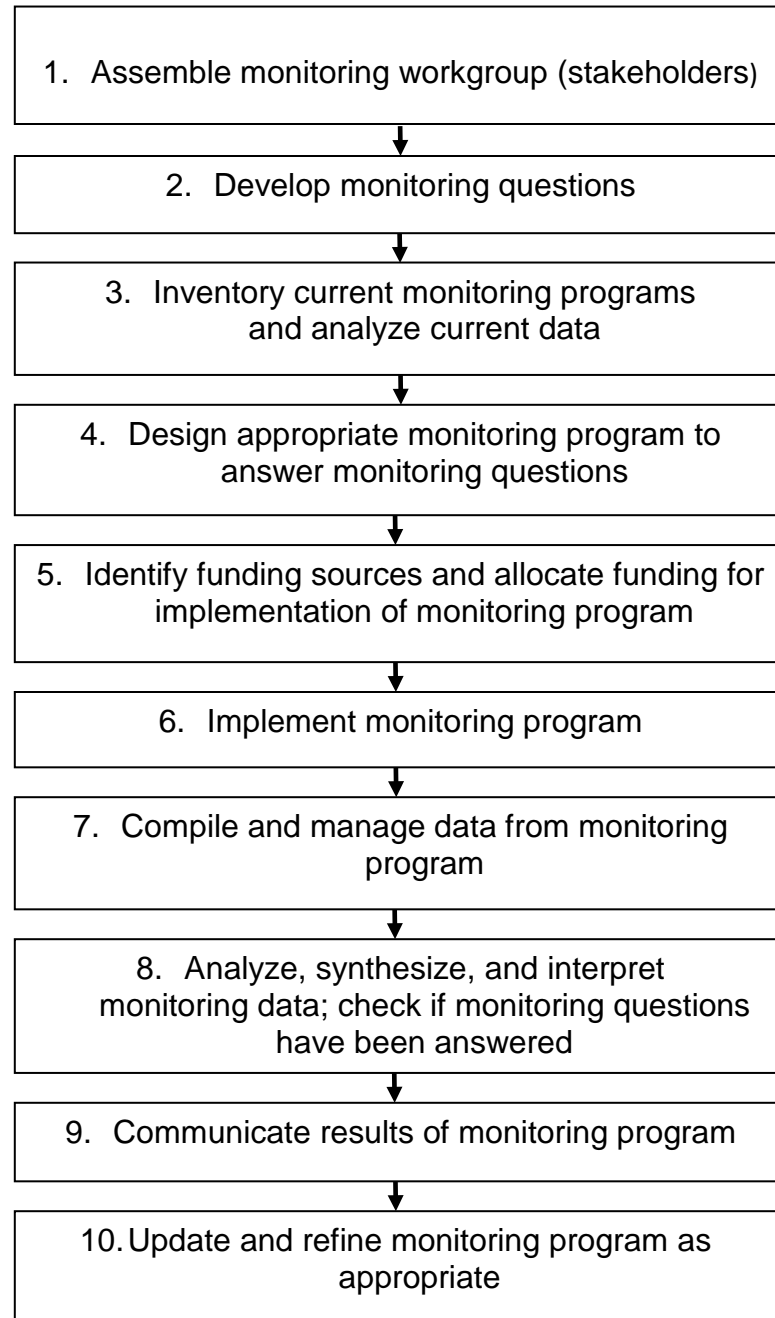 1. Assemble monitoring workgroup (stakeholders)
2. Develop monitoring questions
3. Inventory current monitoring programs
and analyze current data
4. Design appropriate monitoring program to
answer monitoring questions
5. Identify funding sources and allocate funding for
implementation of monitoring program
6. Implement monitoring program
7. Compile and manage data from monitoring
program
8. Analyze, synthesize, and interpret
monitoring data; check if monitoring questions
have been answered
9. Communicate results of monitoring program
10. Update and refine monitoring program as
appropriate